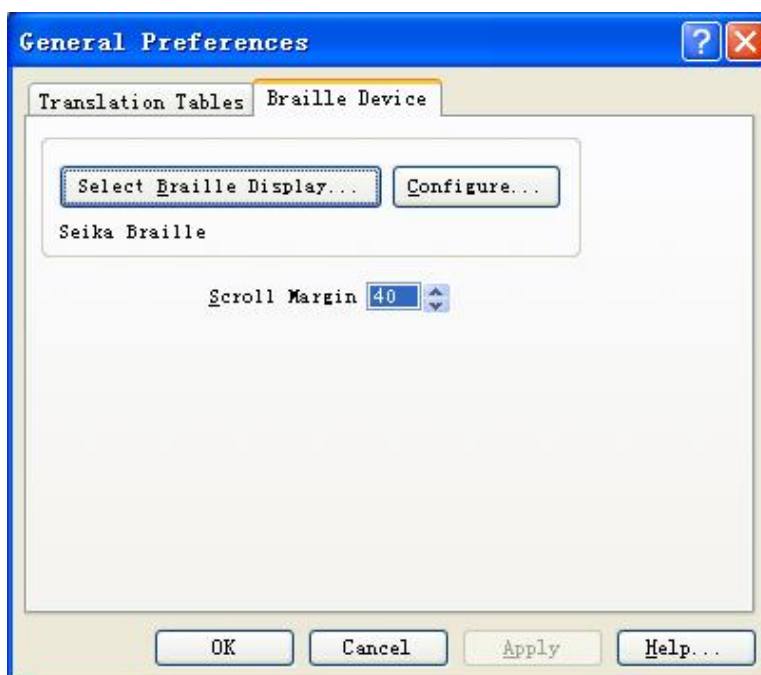 General Preferences
Translation Tables Braille Device
Select Braille Display... Configure...
Seika Braille
Scroll Margin 40
OK Cancel Apply Help...